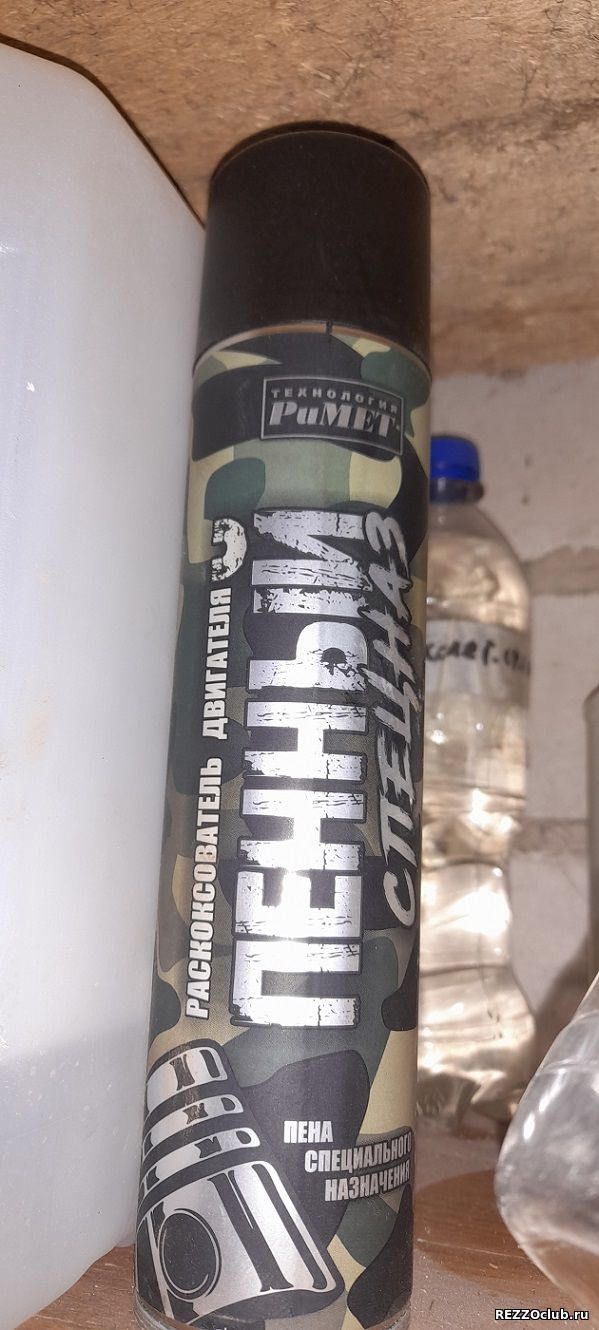 ТЕХНОЛОГИЯ
РиМЕТ
РАСКОКСОВАТЕЛЬ ДВИГАТЕЛЯ
ПЕННЫЙ
СПЕЦНАЗ
ПЕНА
СПЕЦИАЛЬНОГО
НАЗНАЧЕНИЯ
REZZOclub.ru